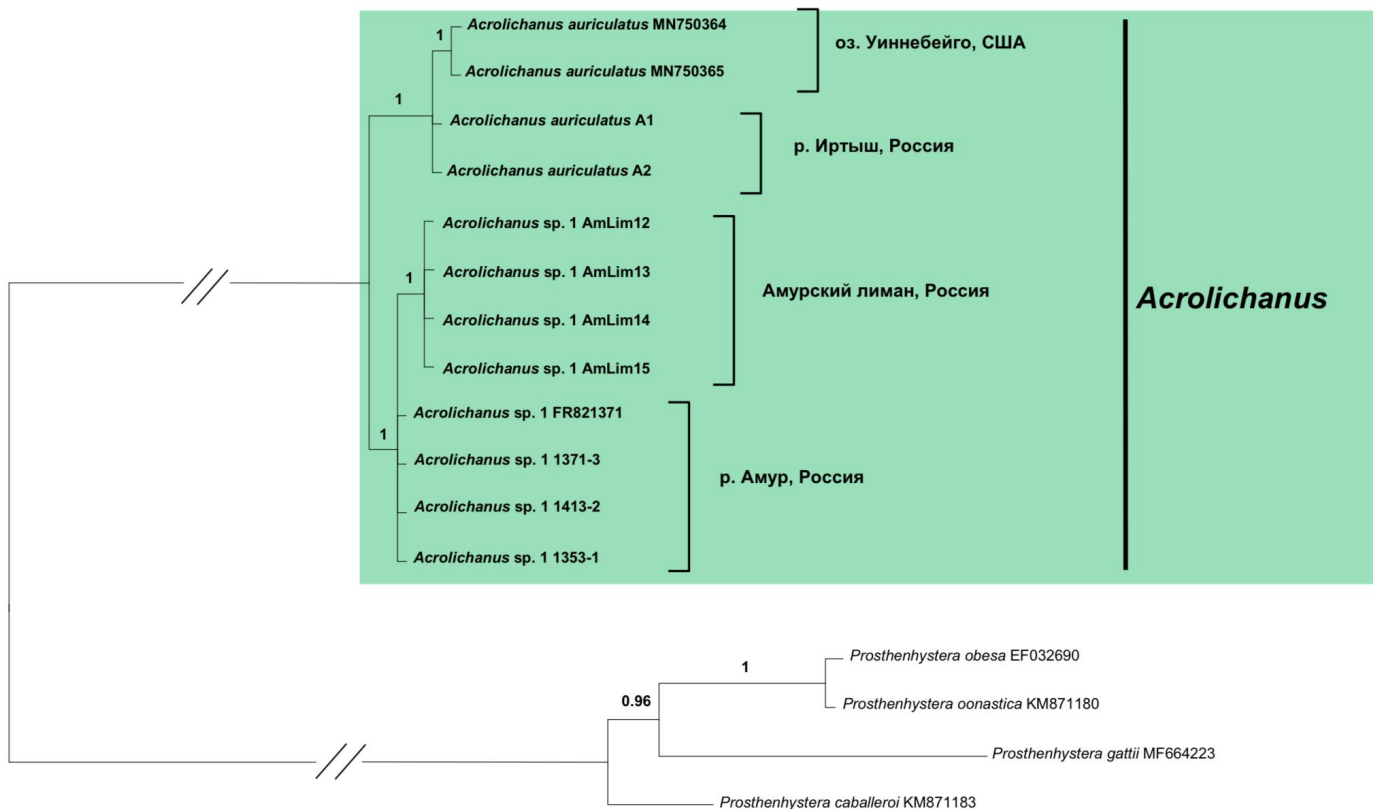 Acrolichanus auriculatus MN750364
1
оз. Уиннебейго, США
Acrolichanus auriculatus MN750365
1
Acrolichanus auriculatus A1
р. Иртыш, Россия
Acrolichanus auriculatus A2
Acrolichanus sp. 1 AmLim12
1
Acrolichanus sp. 1 AmLim13
Амурский лиман, Россия
Acrolichanus
Acrolichanus sp. 1 AmLim14
Acrolichanus sp. 1 AmLim15
1
Acrolichanus sp. 1 FR821371
Acrolichanus sp. 1 1371-3
р. Амур, Россия
Acrolichanus sp. 1 1413-2
Acrolichanus sp. 1 1353-1
Prosthenhystera obesa EF032690
1
0.96
Prosthenhystera oonastica KM871180
Prosthenhystera gattii MF664223
Prosthenhystera caballeroi KM871183